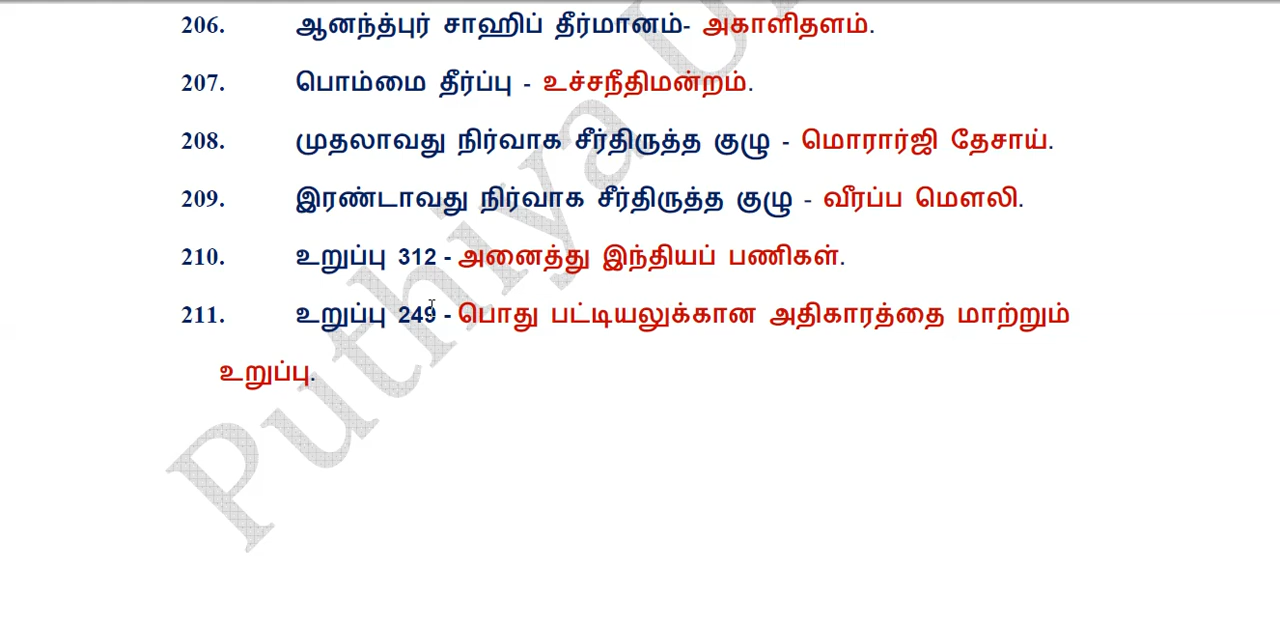 206. ஆனந்த்புர் சாஹிப் தீர்மானம்- அகாளிதளம்.
207. பொம்மை தீர்ப்பு - உச்சநீதிமன்றம்.
208. முதலாவது நிர்வாக சீர்திருத்த குழு - மொரார்ஜி தேசாய்.
209. இரண்டாவது நிர்வாக சீர்திருத்த குழு - வீரப்ப மௌலி.
210. உறுப்பு 312 - அனைத்து இந்தியப் பணிகள்.
211. உறுப்பு 249 - பொது பட்டியலுக்கான அதிகாரத்தை மாற்றும்
உறுப்பு.
Puthiya